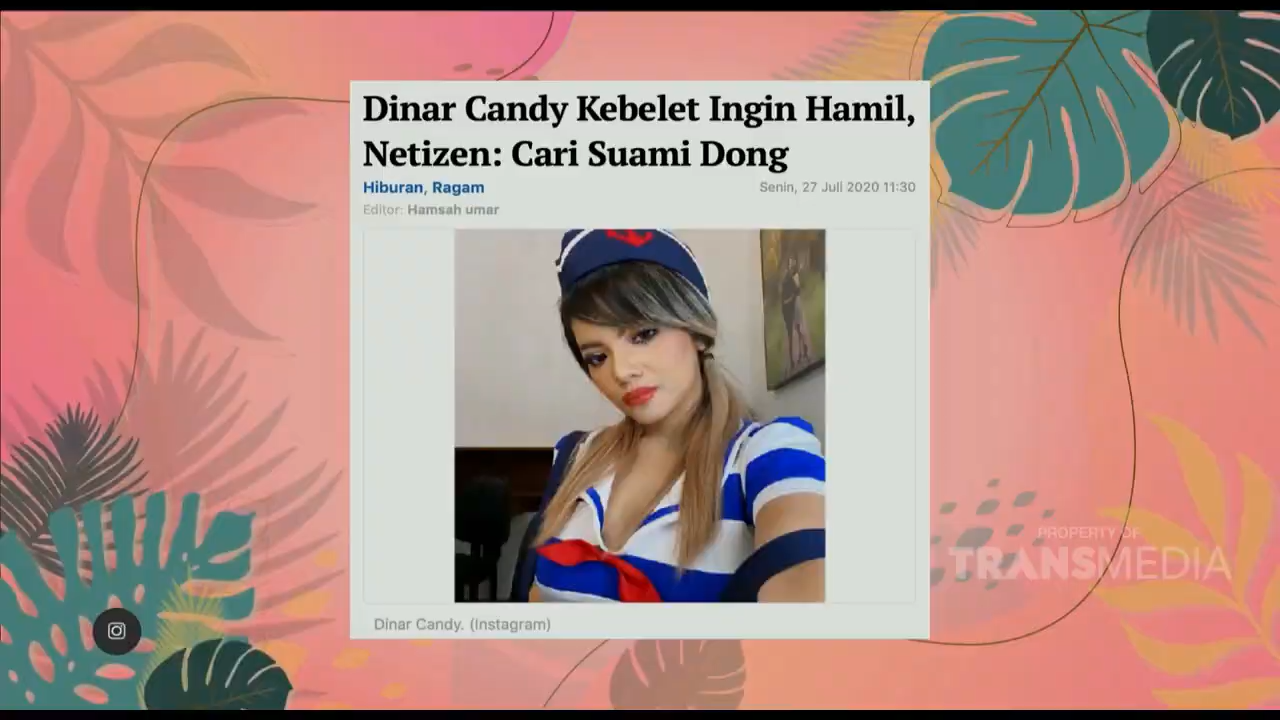 Dinar Candy Kebelet Ingin Hamil,
Netizen: Cari Suami Dong
Hiburan, Ragam
Senin, 27 Juli 2020 11:30
Editor: Hamsah umar
Dinar Candy. (Instagram)
PROPERTY OF
TRANSMEDIA